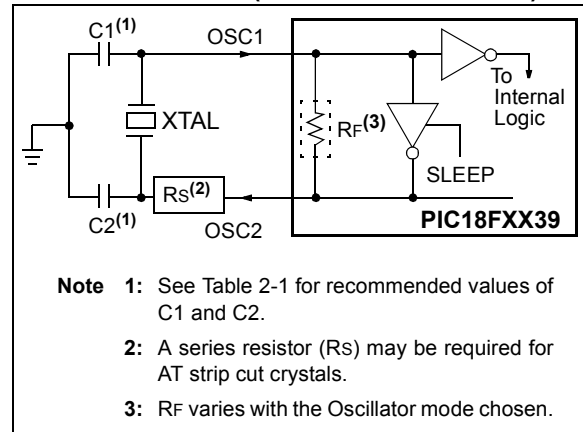 C1(1)
OSC1
To
Internal
Logic
XTAL
RF(3)
SLEEP
C2(1)
RS(2)
OSC2
PIC18FXX39
Note 1: See Table 2-1 for recommended values of
C1 and C2.
2: A series resistor (RS) may be required for
AT strip cut crystals.
3: RF varies with the Oscillator mode chosen.